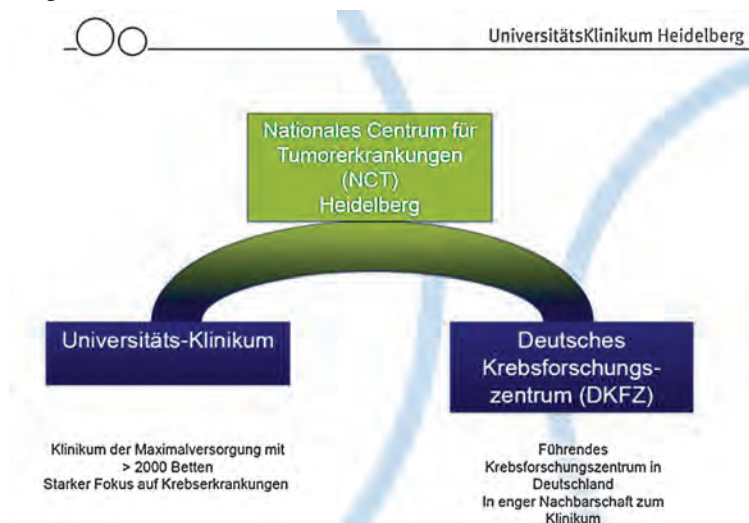 UniversitätsKlinikum Heidelberg
Nationales Centrum für
Tumorerkrankungen
(NCT)
Heidelberg
Universitäts-Klinikum
Deutsches
Krebsforschungs-
zentrum (DKFZ)
Klinikum der Maximalversorgung mit
> 2000 Betten
Starker Fokus auf Krebserkrankungen
Führendes
Krebsforschungszentrum in
Deutschland
In enger Nachbarschaft zum
Klinikum